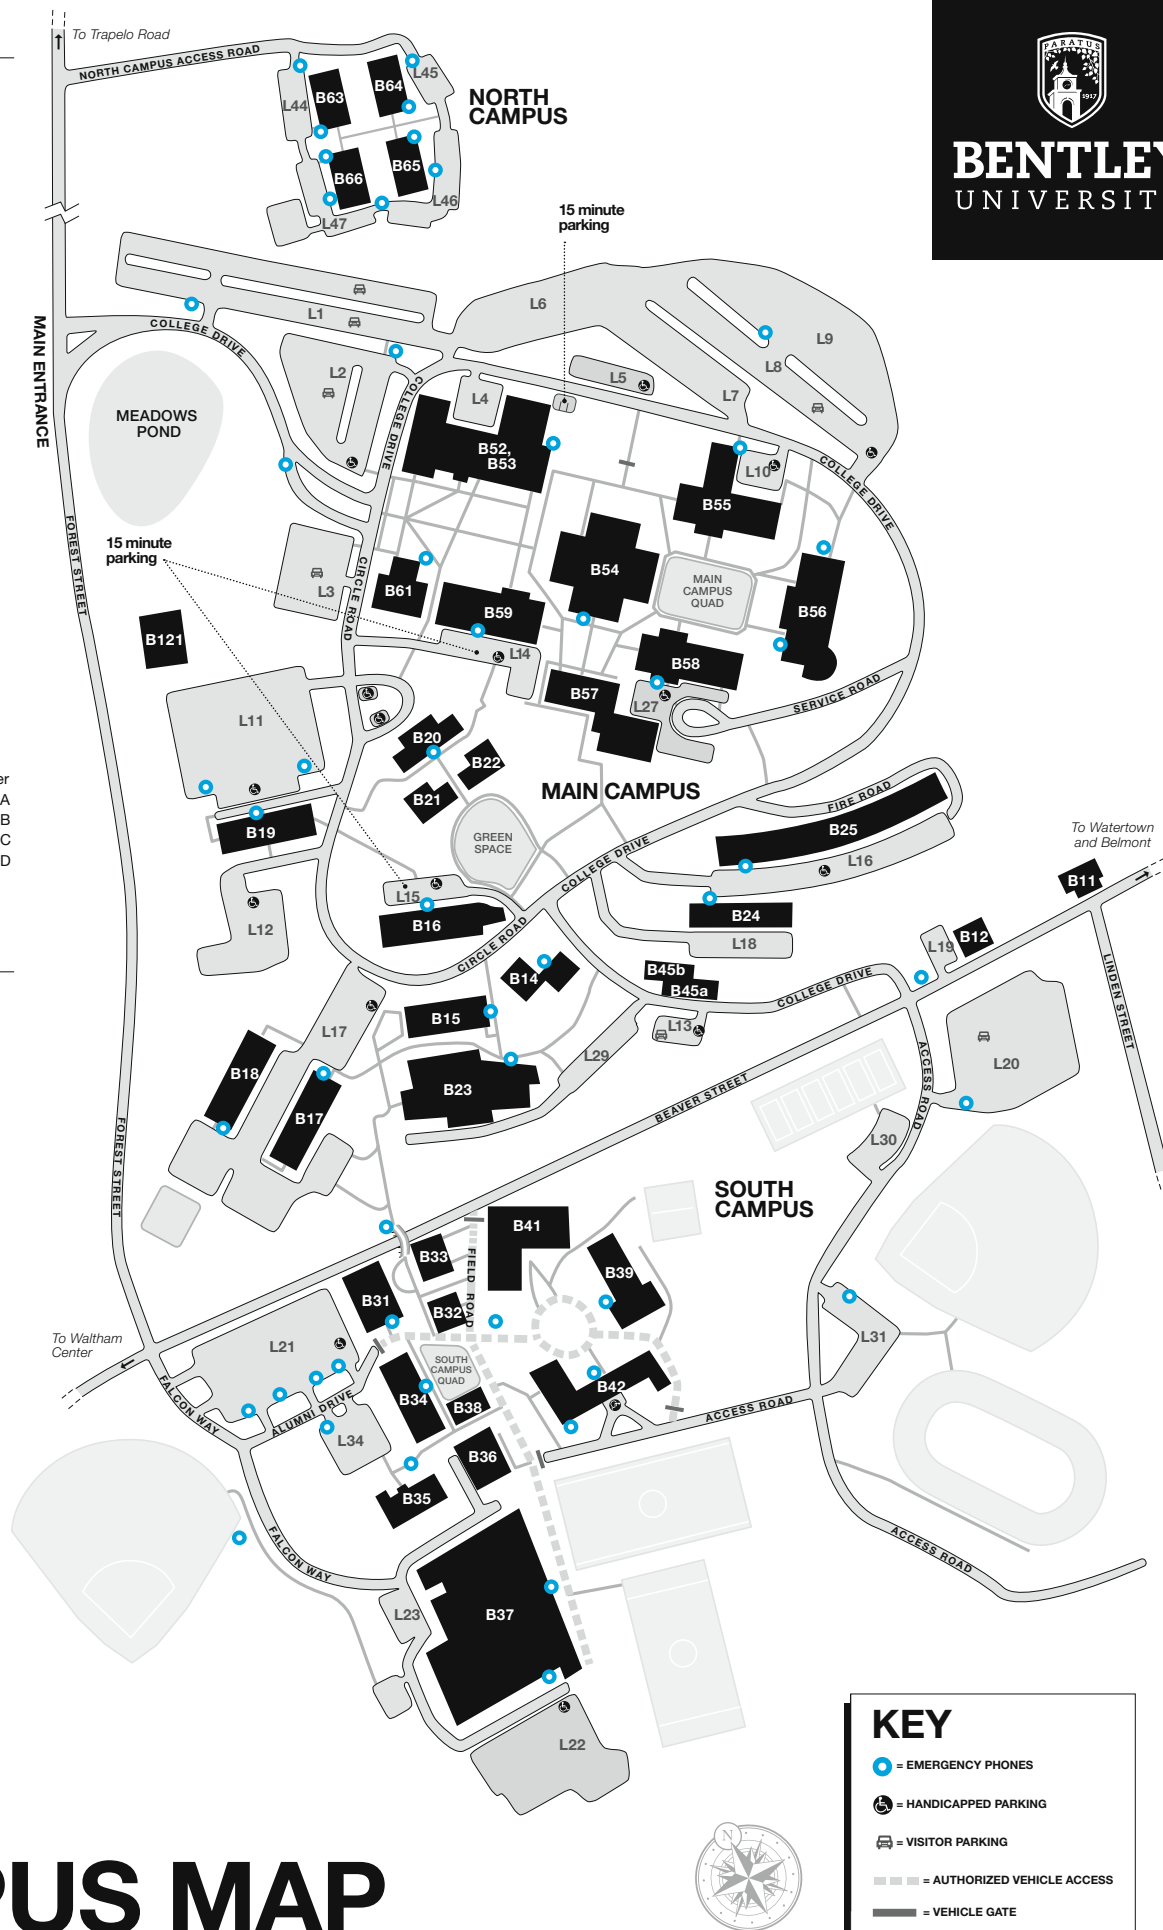 To Trapelo Road
NORTH CAMPUS ACCESS ROAD
L44
B63
B64
L45
NORTH
CAMPUS
B66
B65
L46
L47
PARATUS
1917
BENTLEY
UNIVERSIT
15 minute
parking
MAIN ENTRANCE
COLLEGE DRIVE
L1
L6
L9
L8
L7
L5
L2
L4
COLLEGE DRIVE
MEADOWS
POND
B52,
B53
L10
B55
COLLEGE DRIVE
FOREST STREET
15 minute
parking
L3
CIRCLE ROAD
B61
B59
B54
MAIN
CAMPUS
QUAD
B56
B121
L14
B58
B57
L27
SERVICE ROAD
L11
B20
B22
B21
MAIN CAMPUS
er
A
B
C
D
B19
GREEN
SPACE
COLLEGE DRIVE
FIRE ROAD
B25
L16
To Watertown
and Belmont
B11
L15
B16
B24
L18
L12
CIRCLE ROAD
L19
B12
B14
B45b
B45a
COLLEGE DRIVE
LINDEN STREET
L17
B15
L13
L29
L20
B18
B23
B17
BEAVER STREET
ACCESS ROAD
L30
FOREST STREET
SOUTH
CAMPUS
B41
B33
FIELD ROAD
B39
B31
B32
L31
To Waltham
Center
L21
SOUTH
CAMPUS
QUAD
B42
FALCON WAY
ALUMNI DRIVE
B34
B38
ACCESS ROAD
L34
B36
B35
FALCON WAY
ACCESS ROAD
L23
B37
L22
KEY
= EMERGENCY PHONES
= HANDICAPPED PARKING
= VISITOR PARKING
= AUTHORIZED VEHICLE ACCESS
= VEHICLE GATE
N
PUS MAP